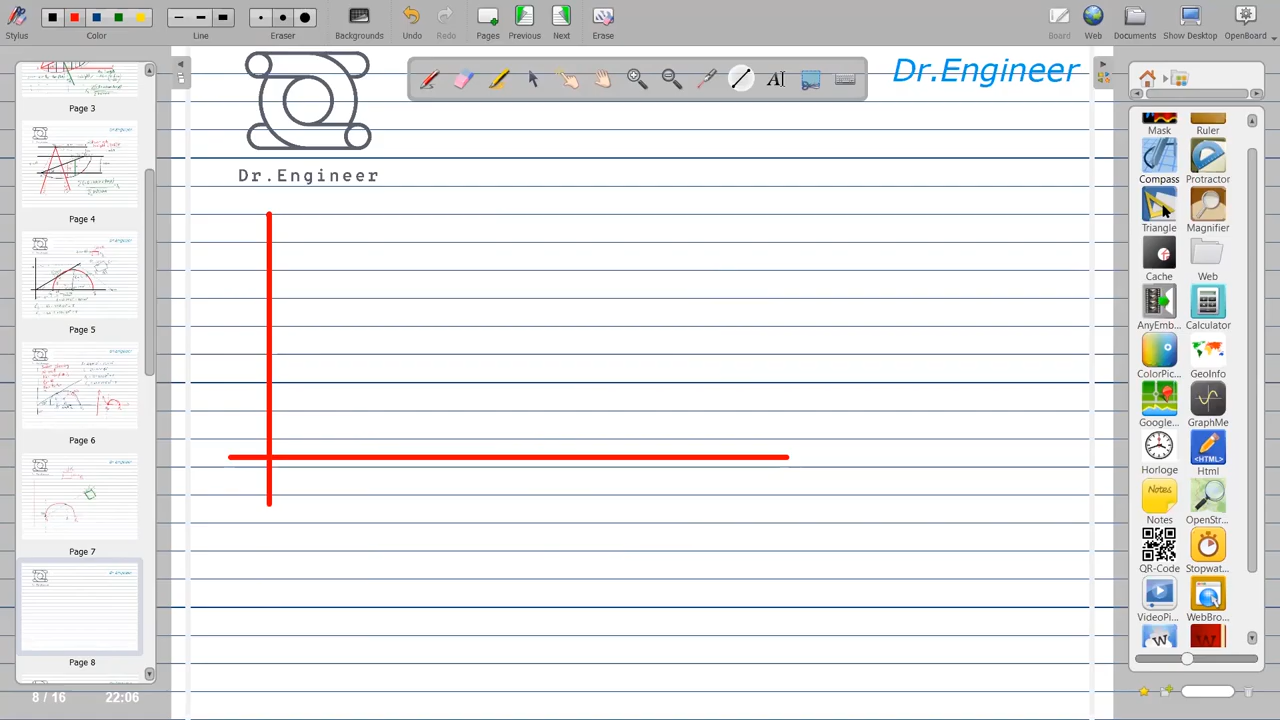 Stylus
Color
Line
Eraser
Backgrounds
Undo
Redo
Pages
Previous
Next
Erase
Board
Web
Documents
Show Desktop
OpenBoard
Dr.Engineer
Dr.Engineer
Page 3
Page 4
Page 5
Page 6
Page 7
Page 8
8 / 16
22:06
Mask
Ruler
Compass
Protractor
Triangle
Magnifier
Cache
Web
AnyEmb...
Calculator
ColorPic...
GeoInfo
Google...
GraphMe
Horloge
Html
<HTML>
Notes
Notes
OpenStr...
QR-Code
Stopwat...
VideoPi...
WebBro...
W